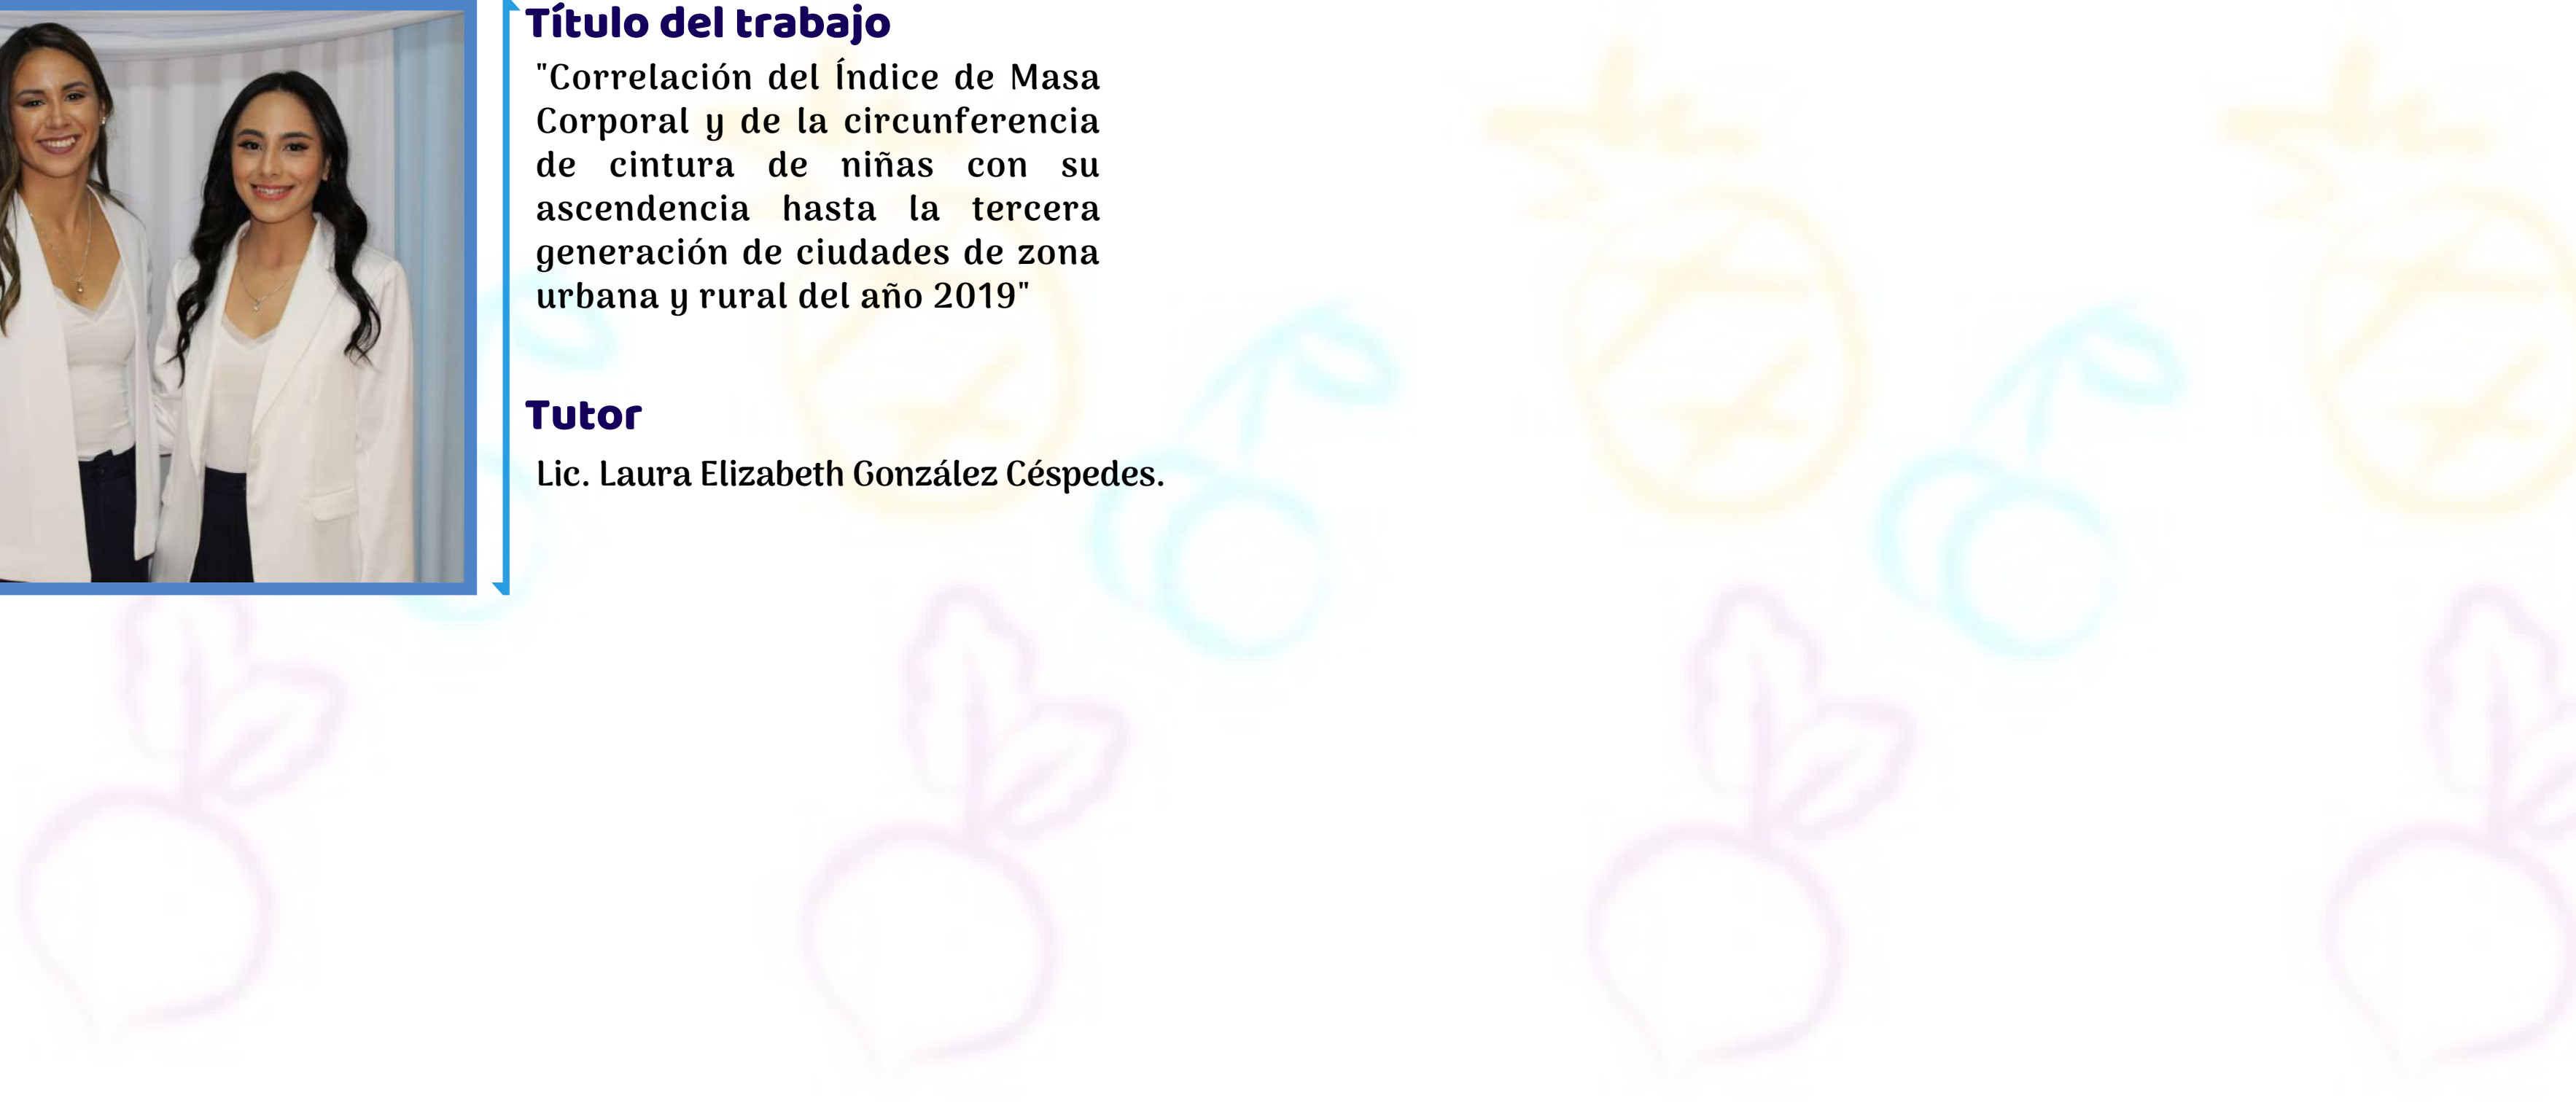 Título del trabajo
"Correlación del Índice de Masa
Corporal y de la circunferencia
de cintura de niñas con su
ascendencia hasta la tercera
generación de ciudades de zona
urbana y rural del año 2019"
Tutor
Lic. Laura Elizabeth González Céspedes.